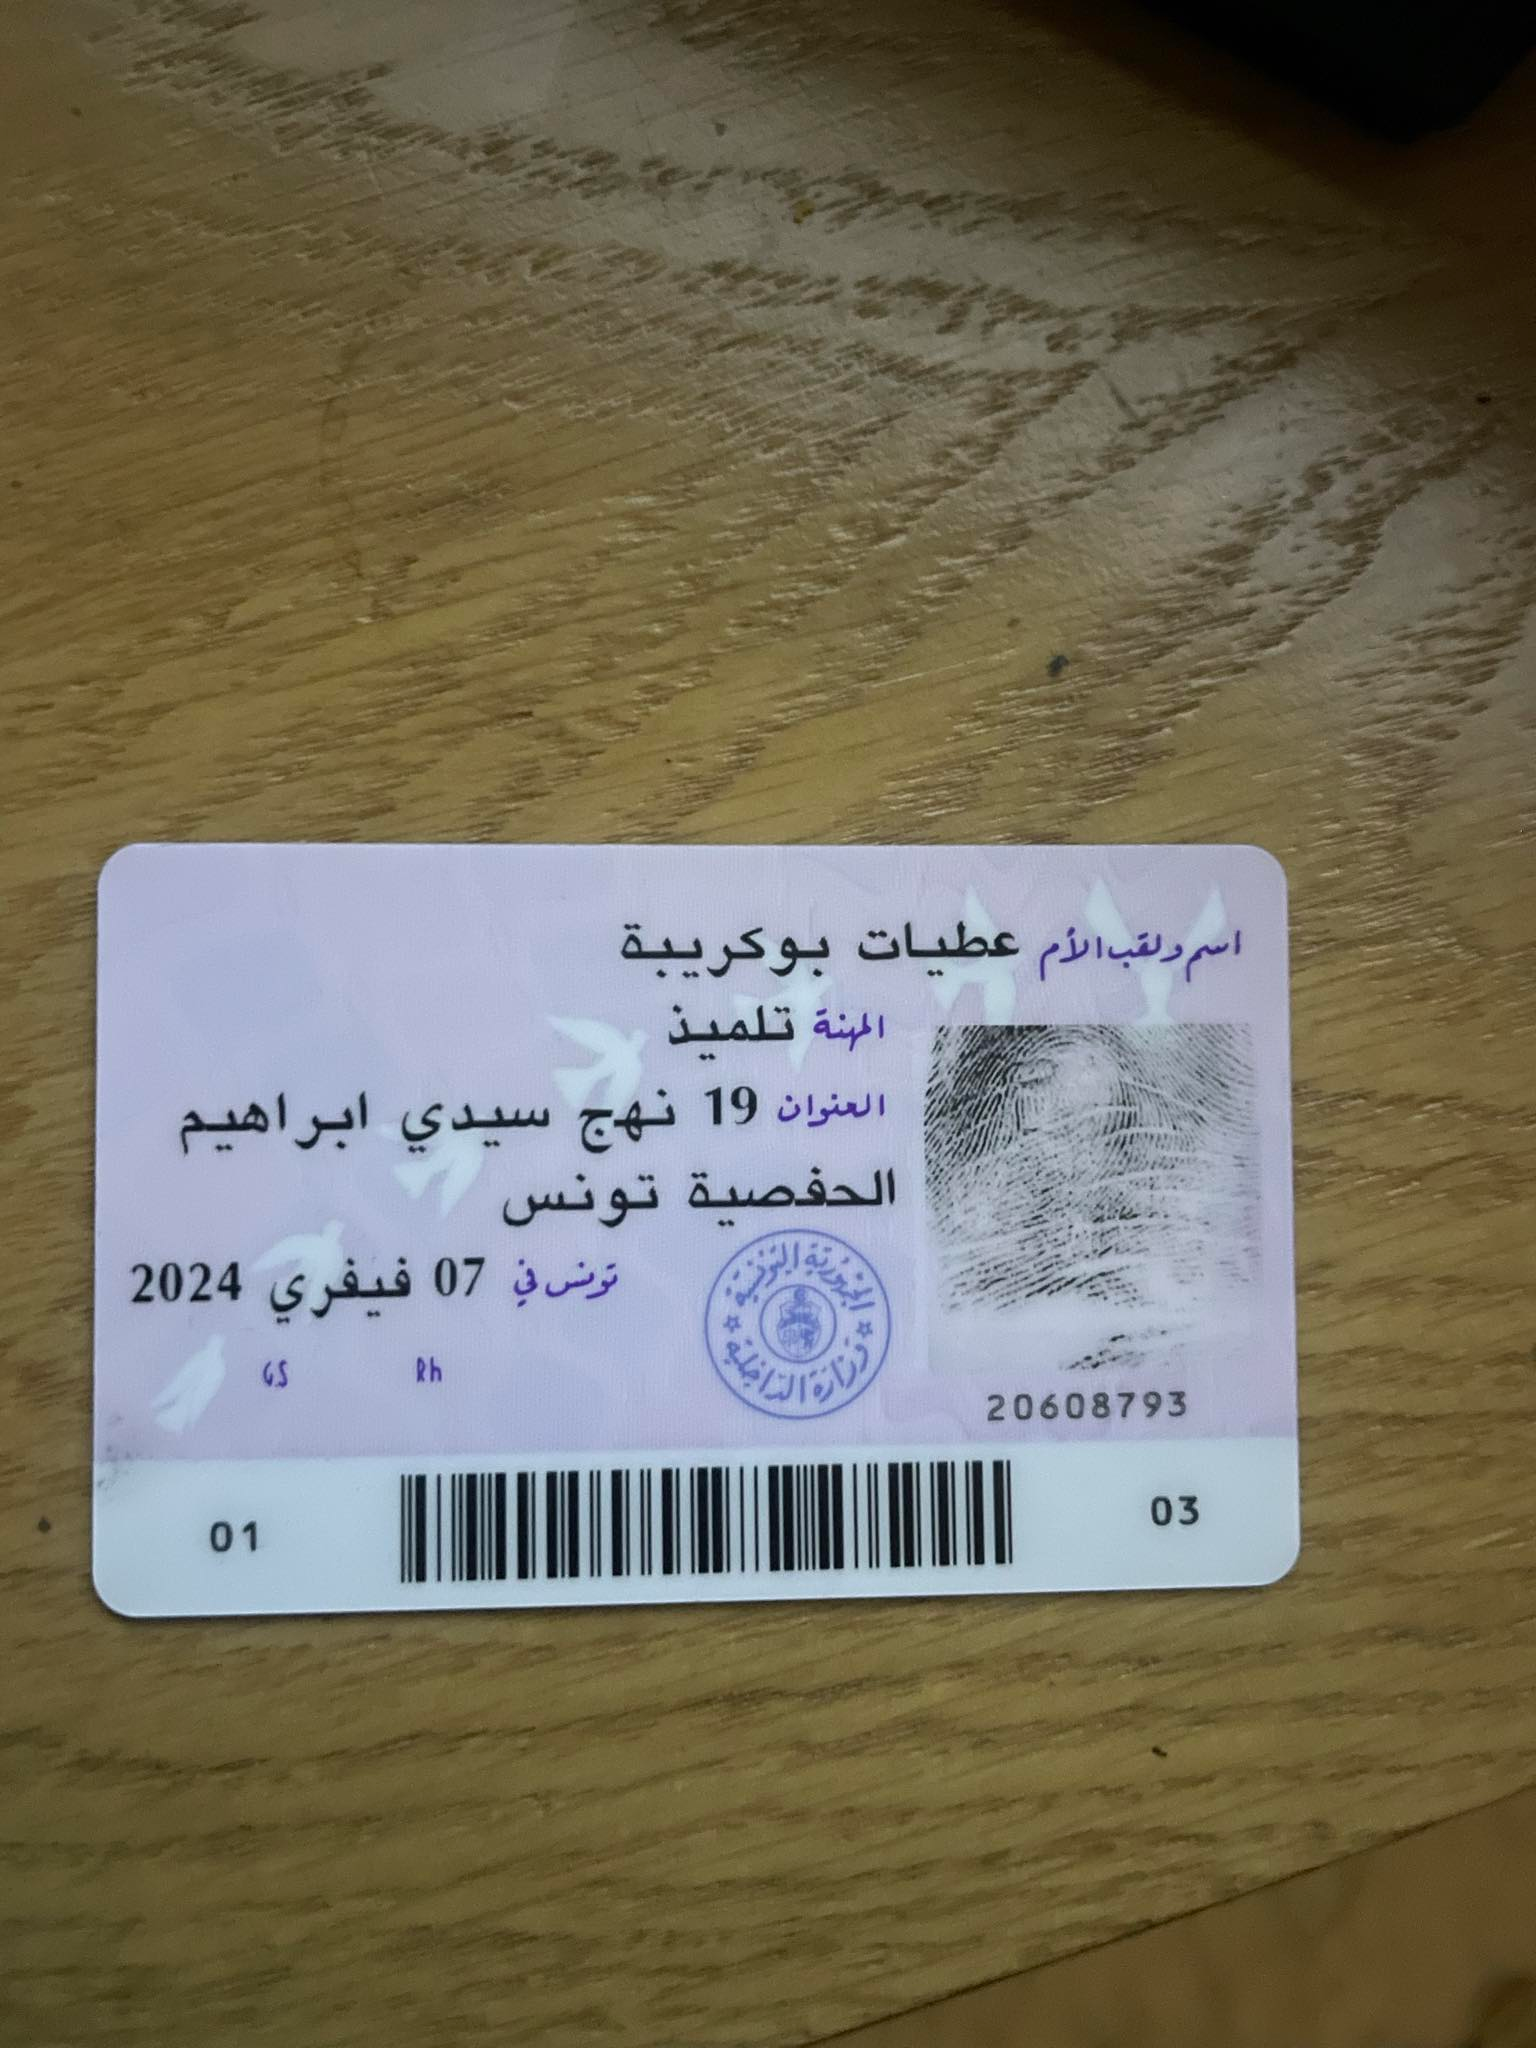 اسم ولقب الأم عطيات بوكريبة
المهنة تلميذ
العنوان 19 نهج سيدي ابراهيم
الحفصية تونس
تونس في 07 فيفري 2024
الجمهورية التونسية
وزارة الداخلية
Rh
GS
20608793
01
03